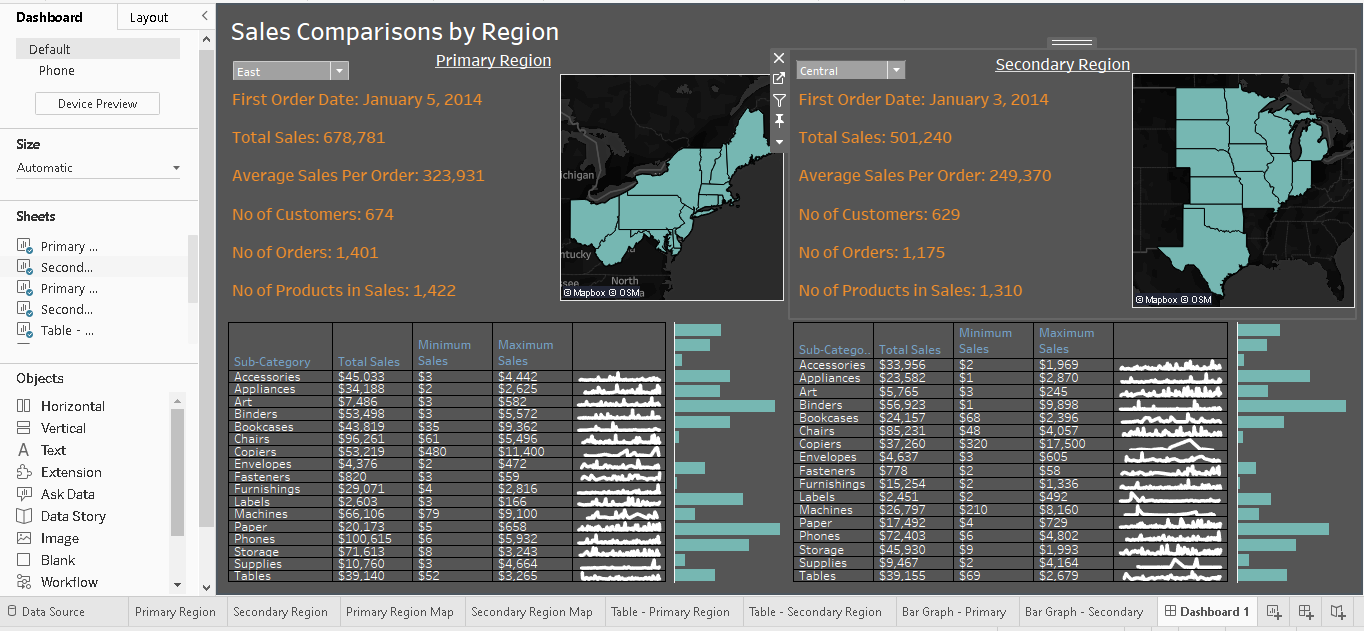 Dashboard
Layout
Default
Phone
Device Preview
Size
Automatic
Sheets
Primary ...
Second...
Primary ...
Second...
Table - ...
Objects
Horizontal
Vertical
Text
Extension
Ask Data
Data Story
Image
Blank
Workflow
Sales Comparisons by Region
Primary Region
East
First Order Date: January 5, 2014
Total Sales: 678,781
Average Sales Per Order: 323,931
No of Customers: 674
No of Orders: 1,401
No of Products in Sales: 1,422
ichigan
ntucky
see
North
© Mapbox © OSM
Secondary Region
Central
First Order Date: January 3, 2014
Total Sales: 501,240
Average Sales Per Order: 249,370
No of Customers: 629
No of Orders: 1,175
No of Products in Sales: 1,310
© Mapbox © OSM
Sub-Category Total Sales Minimum Sales Maximum Sales
Accessories $45,033 $3 $4,442
Appliances $34,188 $2 $2,625
Art $7,486 $3 $582
Binders $53,498 $3 $5,572
Bookcases $43,819 $35 $9,362
Chairs $96,261 $61 $5,496
Copiers $53,219 $480 $11,400
Envelopes $4,376 $2 $472
Fasteners $820 $3 $59
Furnishings $29,071 $4 $2,816
Labels $2,603 $3 $166
Machines $66,106 $79 $9,100
Paper $20,173 $5 $658
Phones $100,615 $6 $5,932
Storage $71,613 $8 $3,243
Supplies $10,760 $3 $4,664
Tables $39,140 $52 $3,265
Sub-Catego.. Total Sales Minimum Sales Maximum Sales
Accessories $33,956 $2 $1,969
Appliances $23,582 $1 $2,870
Art $5,765 $3 $245
Binders $56,923 $1 $9,898
Bookcases $24,157 $68 $2,396
Chairs $85,231 $48 $4,057
Copiers $37,260 $320 $17,500
Envelopes $4,637 $3 $605
Fasteners $778 $2 $58
Furnishings $15,254 $2 $1,336
Labels $2,451 $2 $492
Machines $26,797 $210 $8,160
Paper $17,492 $4 $729
Phones $72,403 $6 $4,802
Storage $45,930 $9 $1,993
Supplies $9,467 $2 $4,164
Tables $39,155 $69 $2,679
Data Source
Primary Region
Secondary Region
Primary Region Map
Secondary Region Map
Table - Primary Region
Table - Secondary Region
Bar Graph - Primary
Bar Graph - Secondary
Dashboard 1